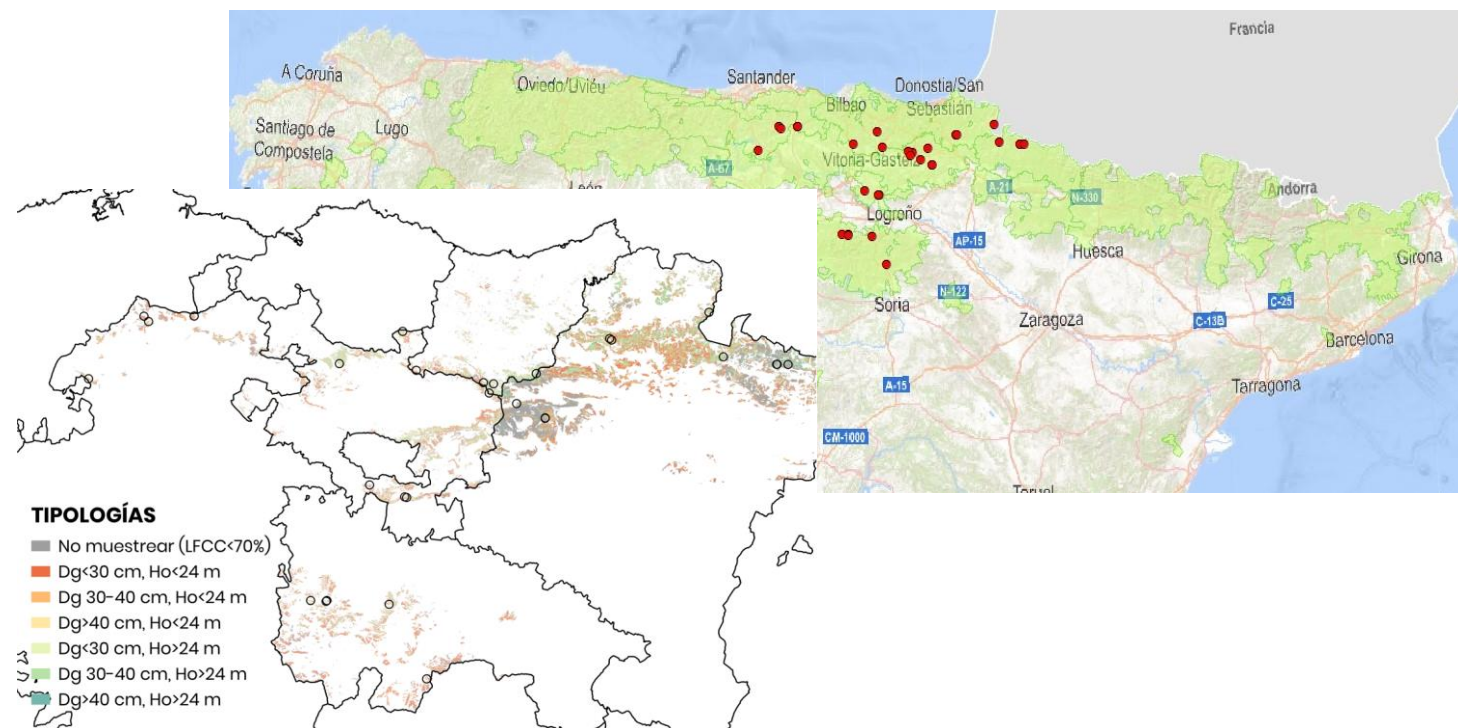 Francia
A Coruña
Oviedo/Uviéu
Santander
Donostia/San
Sebastián
Bilbao
Santiago de
Compostela
Lugo
Vitoria-Gasteiz
A-67
León
A-21
N-330
Andorra
Logroño
AP-15
Huesca
Girona
N-122
Soria
C-25
Zaragoza
C-13B
Barcelona
A-15
Tarragona
CM-1000
Teruel
TIPOLOGÍAS
No muestrear (LFCC<70%)
Dg<30 cm, Ho<24 m
Dg 30-40 cm, Ho<24 m
Dg>40 cm, Ho<24 m
Dg<30 cm, Ho>24 m
Dg 30-40 cm, Ho>24 m
Dg>40 cm, Ho>24 m